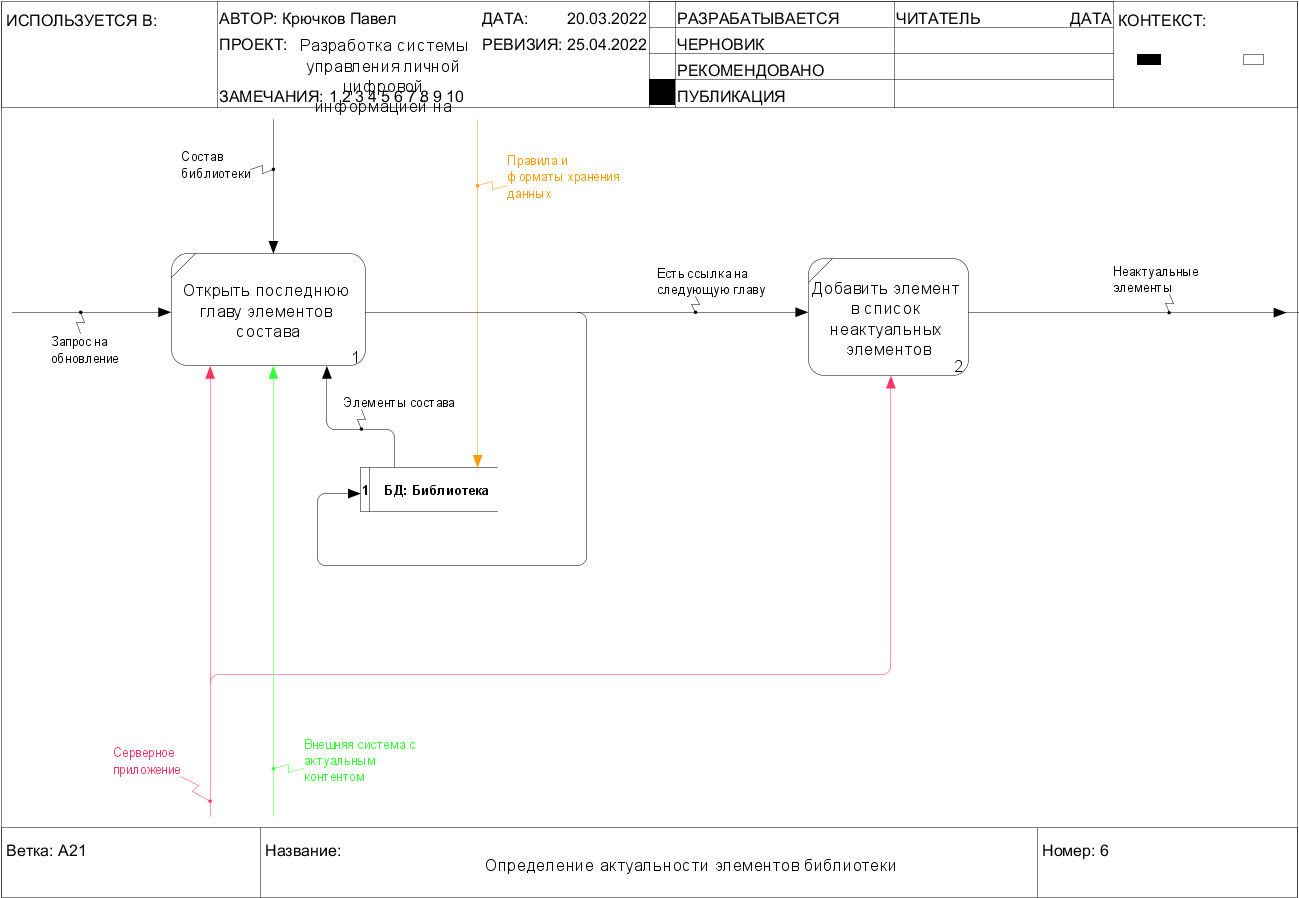 ИСПОЛЬЗУЕТСЯ В:
АВТОР: Крючков Павел
ДАТА: 20.03.2022
ПРОЕКТ: Разработка системы
управления личной
цифровой
информацией на
РЕВИЗИЯ: 25.04.2022
ЗАМЕЧАНИЯ: 1 2 3 4 5 6 7 8 9 10
РАЗРАБАТЫВАЕТСЯ
ЧЕРНОВИК
РЕКОМЕНДОВАНО
ПУБЛИКАЦИЯ
ЧИТАТЕЛЬ ДАТА
КОНТЕКСТ:
Состав
библиотеки
Правила и
форматы хранения
данных
Запрос на
обновление
Открыть последнюю
главу элементов
состава
1
Есть ссылка на
следующую главу
Добавить элемент
в список
неактуальных
элементов
2
Неактуальные
элементы
Элементы состава
1 БД: Библиотека
Серверное
приложение
Внешняя система с
актуальным
контентом
Ветка: A21
Название:
Определение актуальности элементов библиотеки
Номер: 6